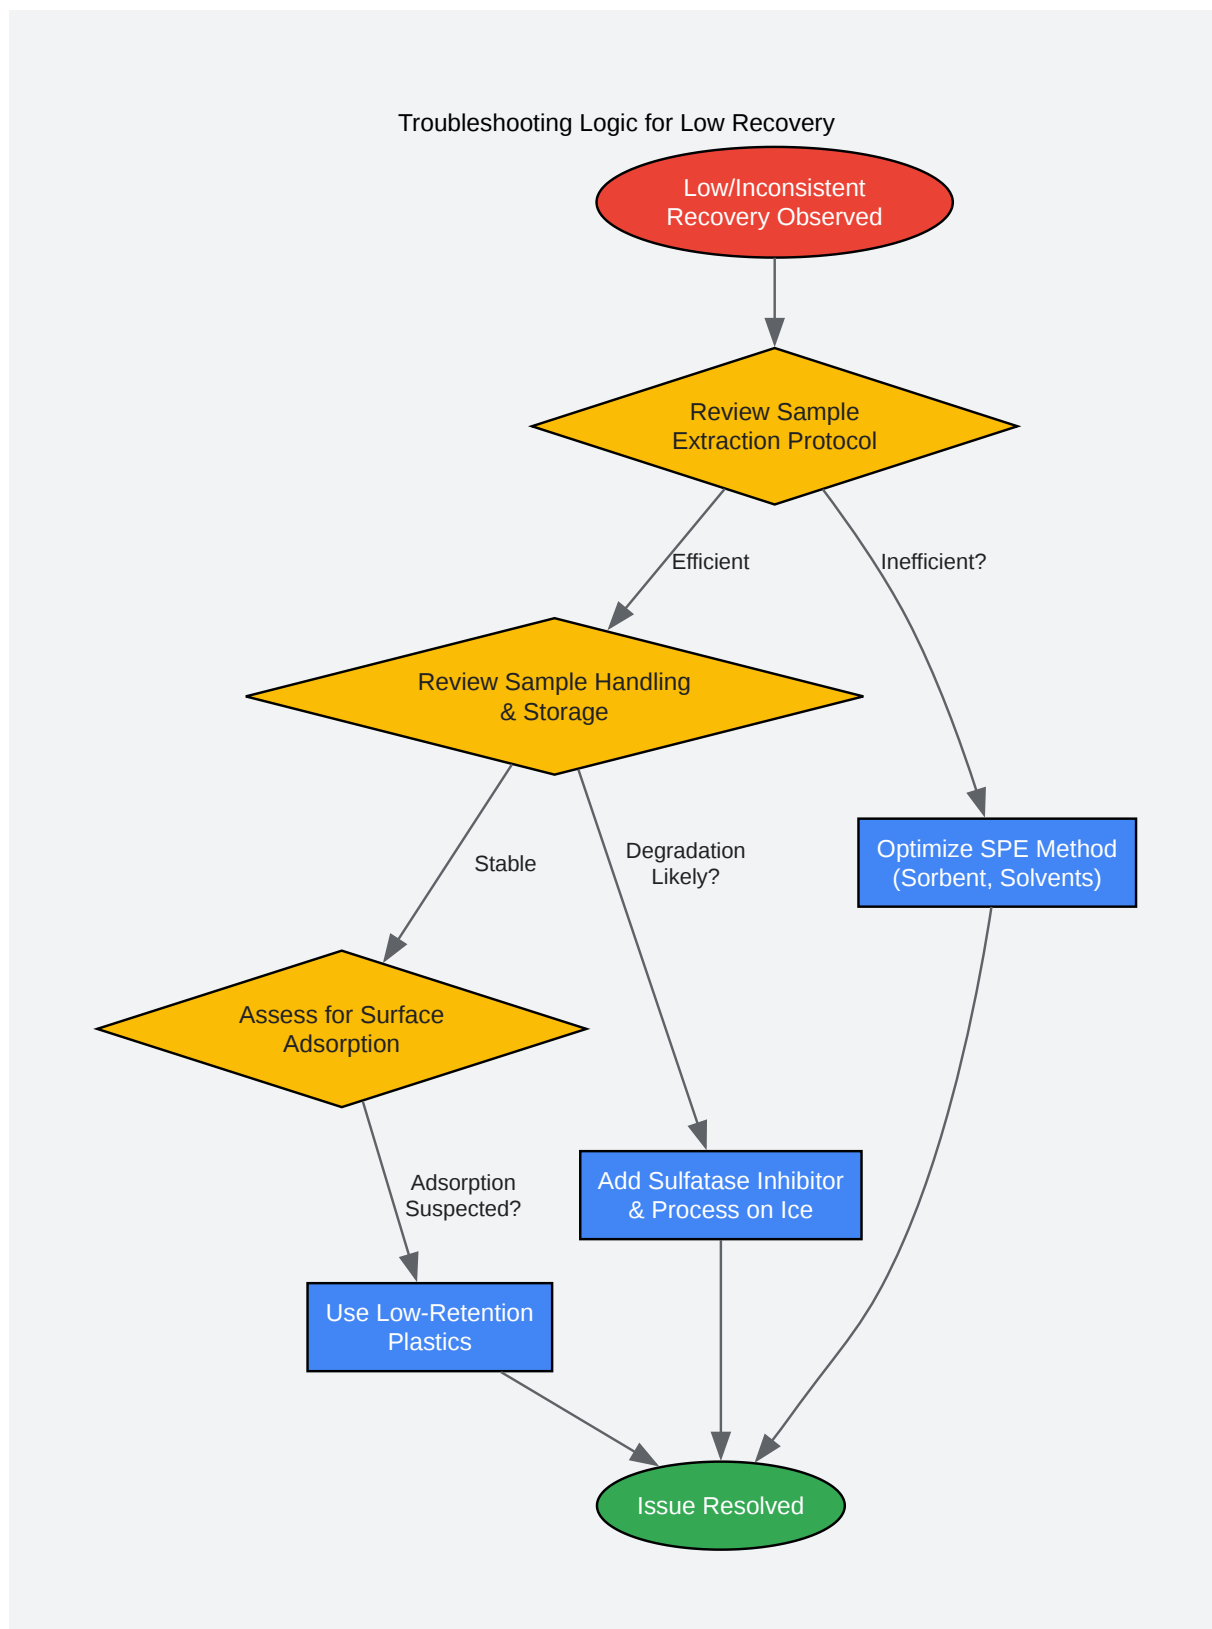 Troubleshooting Logic for Low Recovery
Low/Inconsistent
Recovery Observed
Review Sample
Extraction Protocol
Efficient
Inefficient?
Review Sample Handling
& Storage
Stable
Degradation
Likely?
Optimize SPE Method
(Sorbent, Solvents)
Assess for Surface
Adsorption
Adsorption
Suspected?
Add Sulfatase Inhibitor
& Process on Ice
Use Low-Retention
Plastics
Issue Resolved